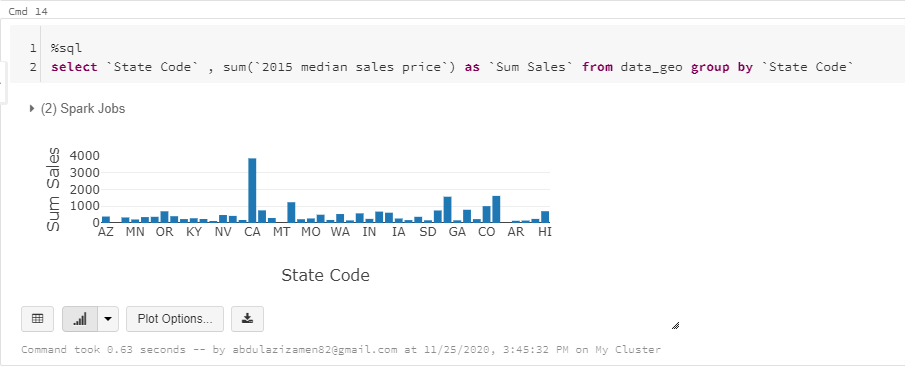 Cmd 14
1 %sql
2 select `State Code` , sum(`2015 median sales price`) as `Sum Sales` from data_geo group by `State Code`
(2) Spark Jobs
Sum Sales
4000
3000
2000
1000
0
AZ MN OR KY NV CA MT MO WA IN IA SD GA CO AR HI
State Code
Plot Options...
Command took 0.63 seconds -- by abdulazizamen82@gmail.com at 11/25/2020, 3:45:32 PM on My Cluster